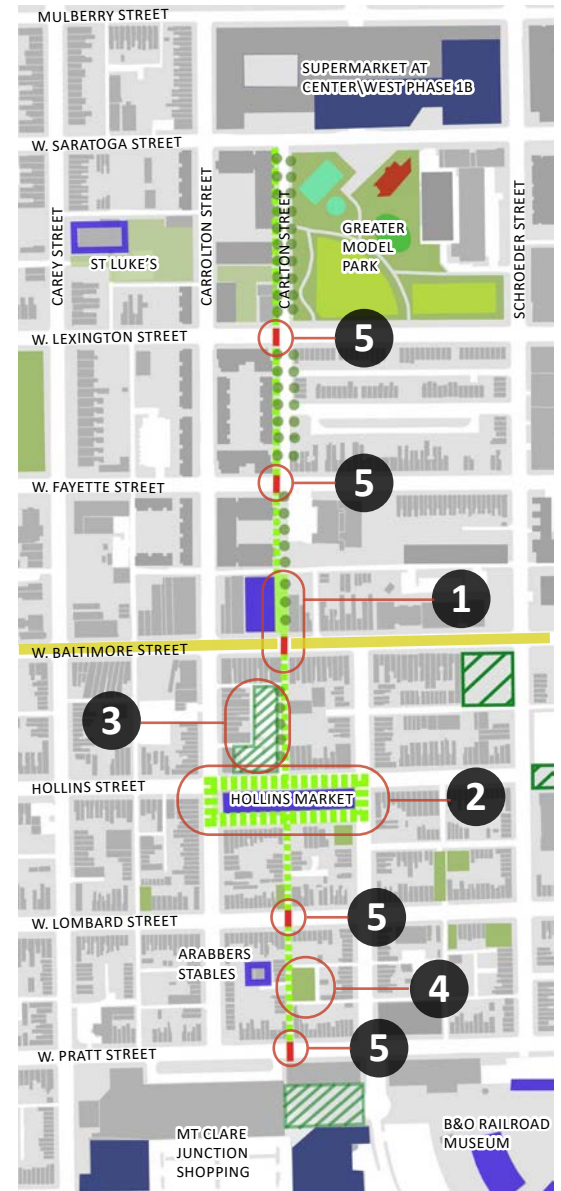 MULBERRY STREET
SUPERMARKET AT
CENTER\WEST PHASE 1B
W. SARATOGA STREET
CAREY STREET
CARROLTON STREET
CARLTON STREET
SCHROEDER STREET
ST LUKE'S
GREATER
MODEL
PARK
W. LEXINGTON STREET
5
W. FAYETTE STREET
5
1
W. BALTIMORE STREET
3
HOLLINS STREET
HOLLINS MARKET
2
W. LOMBARD STREET
5
ARABBERS
STABLES
4
W. PRATT STREET
5
MT CLARE
JUNCTION
SHOPPING
B&O RAILROAD
MUSEUM